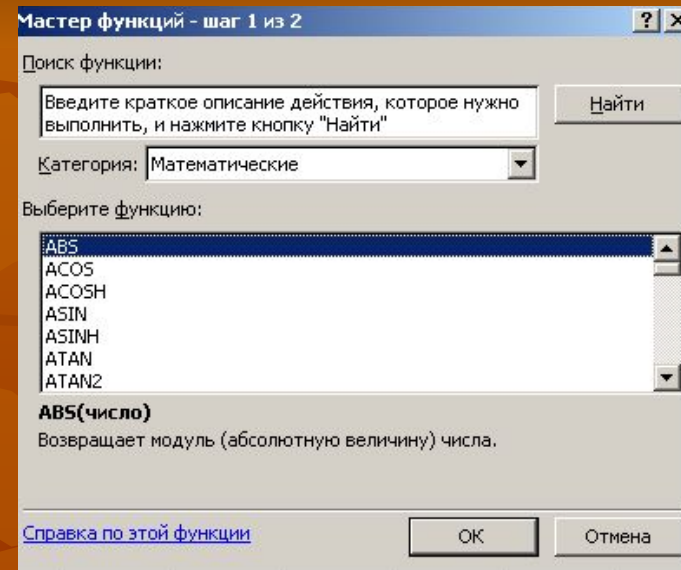 Мастер функций - шаг 1 из 2
Поиск функции:
Введите краткое описание действия, которое нужно
выполнить, и нажмите кнопку "Найти"
Найти
Категория: Математические
Выберите функцию:
ABS
ACOS
ACOSH
ASIN
ASINH
ATAN
ATAN2
ABS(число)
Возвращает модуль (абсолютную величину) числа.
Справка по этой функции
ОК
Отмена